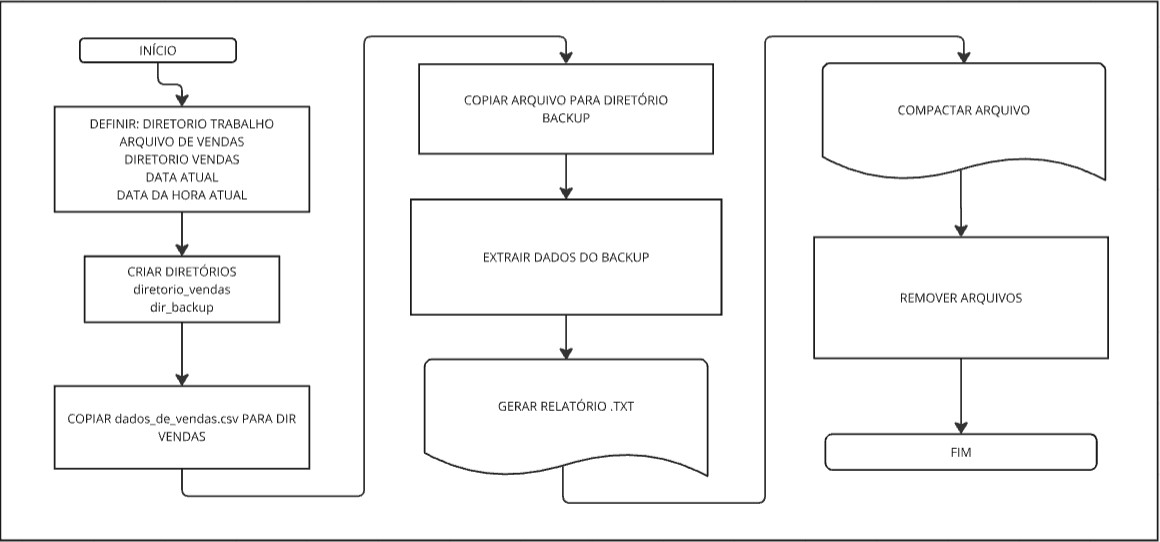 INÍCIO
DEFINIR: DIRETORIO TRABALHO
ARQUIVO DE VENDAS
DIRETORIO VENDAS
DATA ATUAL
DATA DA HORA ATUAL
CRIAR DIRETÓRIOS
diretorio_vendas
dir_backup
COPIAR dados_de_vendas.csv PARA DIR
VENDAS
COPIAR ARQUIVO PARA DIRETÓRIO
BACKUP
EXTRAIR DADOS DO BACKUP
GERAR RELATÓRIO .TXT
COMPACTAR ARQUIVO
REMOVER ARQUIVOS
FIM